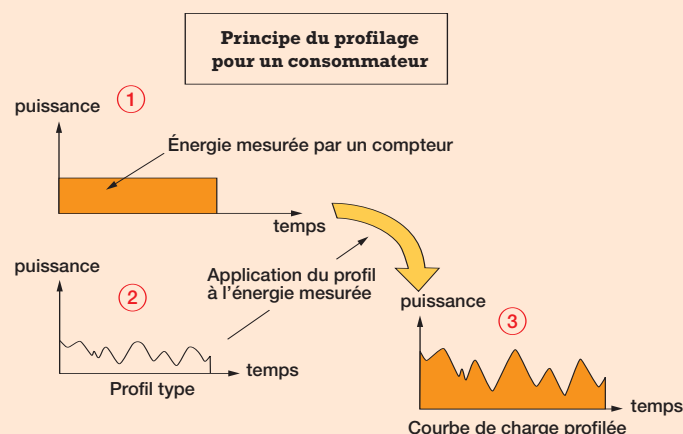 Principe du profilage
pour un consommateur
1
puissance
Énergie mesurée par un compteur
temps
puissance
2
Application du profil
à l'énergie mesurée
temps
Profil type
puissance
3
temps
Courbe de charge profilée